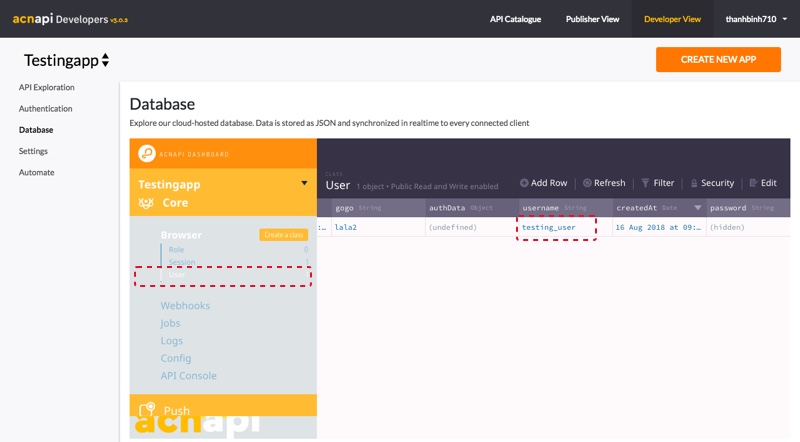 acnapi Developers v3.0.3
API Catalogue
Publisher View
Developer View
thanhbinh710
Testingapp
CREATE NEW APP
API Exploration
Authentication
Database
Settings
Automate
Database
Explore our cloud-hosted database. Data is stored as JSON and synchronized in realtime to every connected client
ACNAPI DASHBOARD
Testingapp
Core
Browser
Create a class
Role 0
Session
User
Webhooks
Jobs
Logs
Config
API Console
Push
acnapi
CLASS
User 1 object • Public Read and Write enabled
Add Row
Refresh
Filter
Security
Edit
gogo String
authData Object
username String
createdAt Date
password String
lala2
(undefined)
testing_user
16 Aug 2018 at 09:…
(hidden)